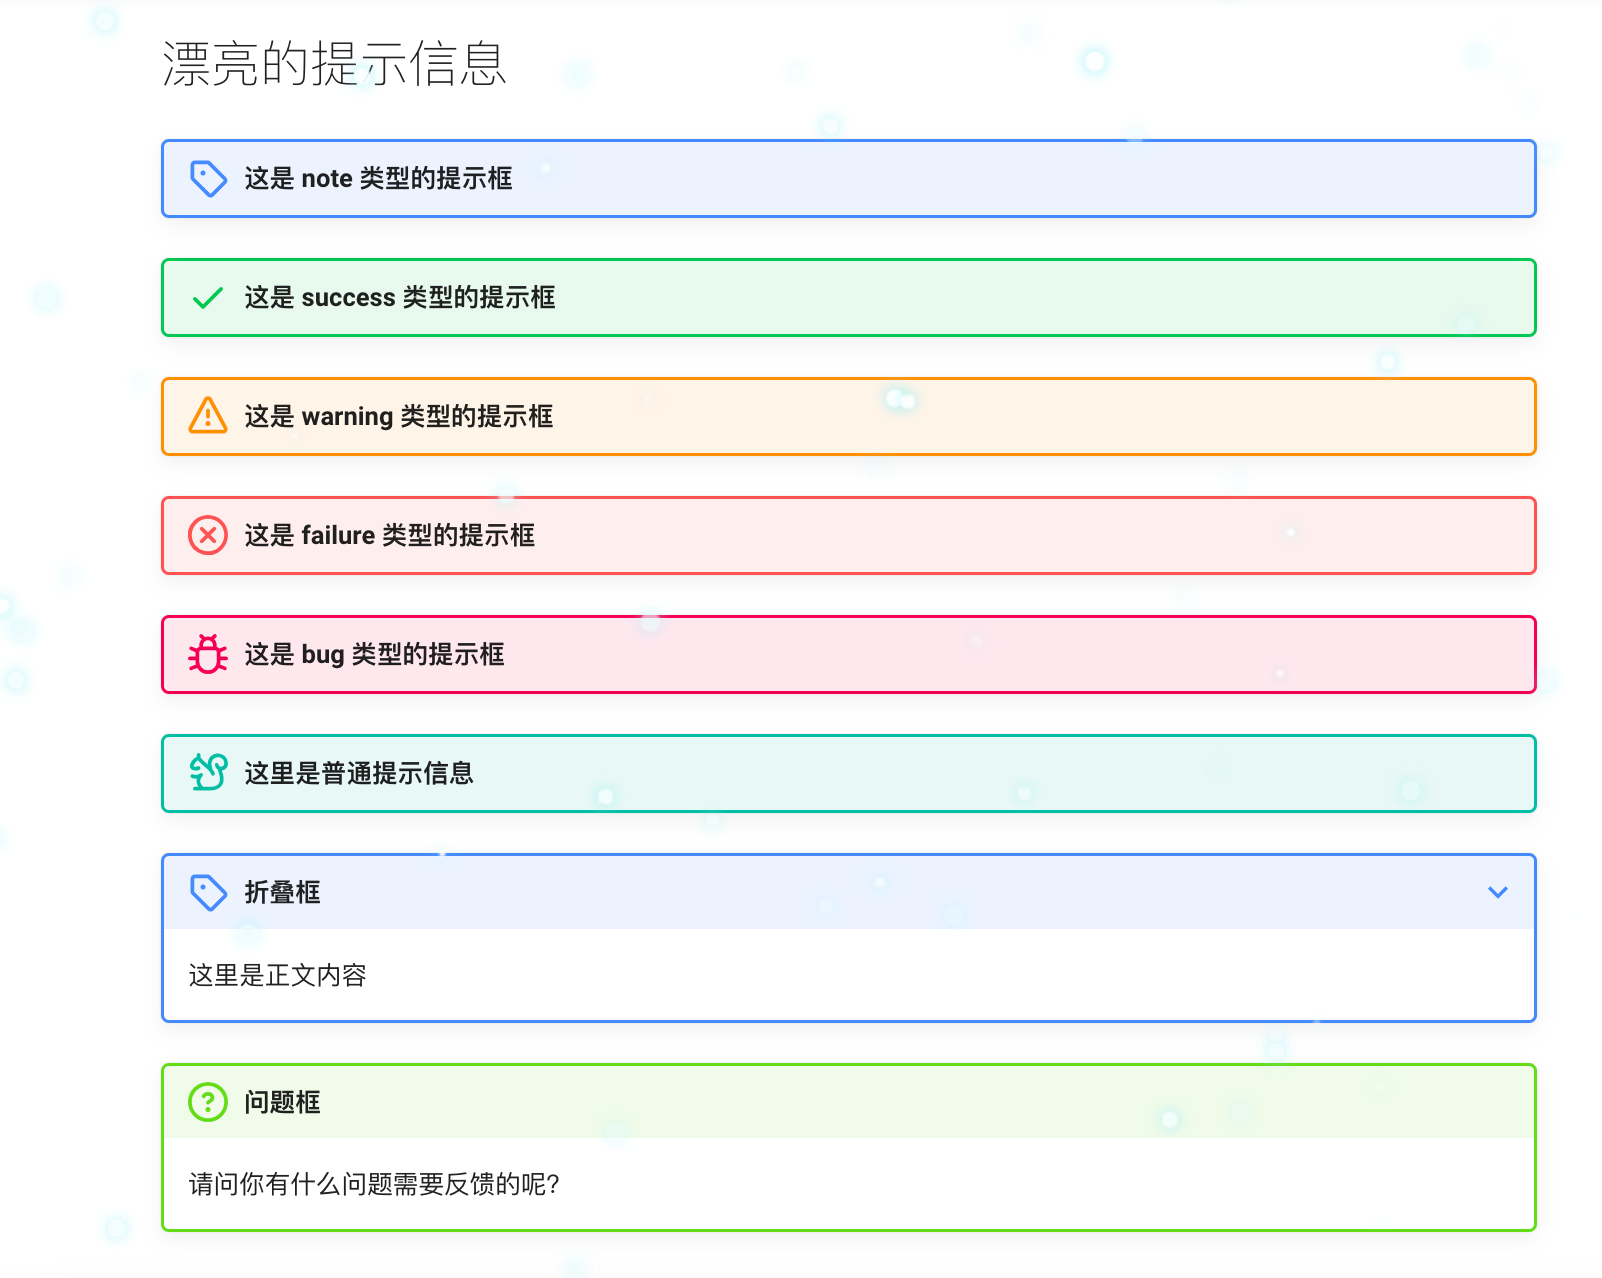 漂亮的提示信息
这是 note 类型的提示框
这是 success 类型的提示框
这是 warning 类型的提示框
这是 failure 类型的提示框
这是 bug 类型的提示框
这里是普通提示信息
折叠框
这里是正文内容
问题框
请问你有什么问题需要反馈的呢?